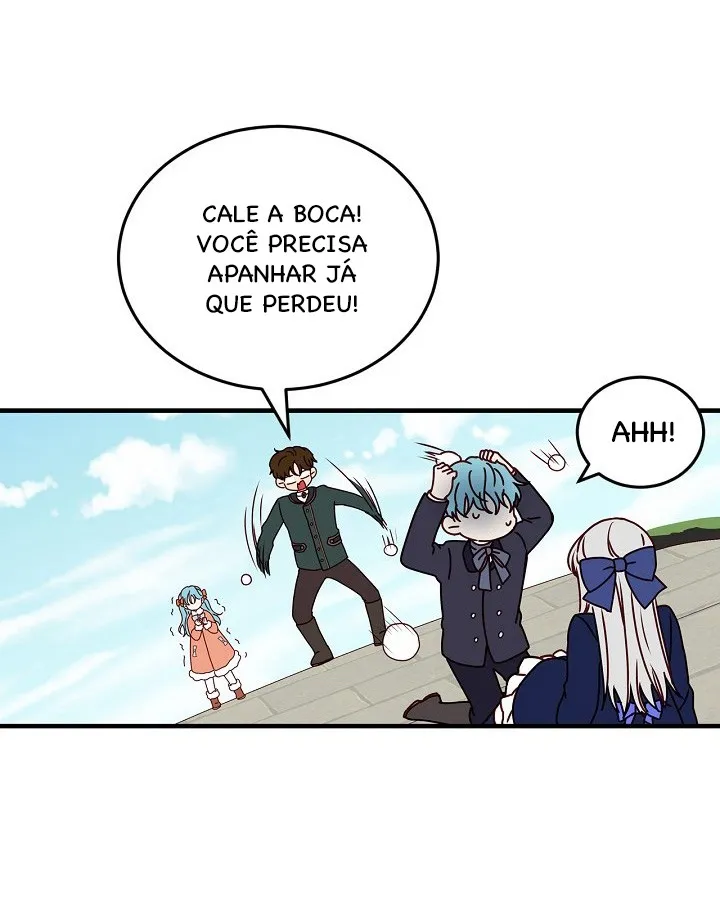 CALE A BOCA!
VOCÊ PRECISA
APANHAR JÁ
QUE PERDEU!
AHH!